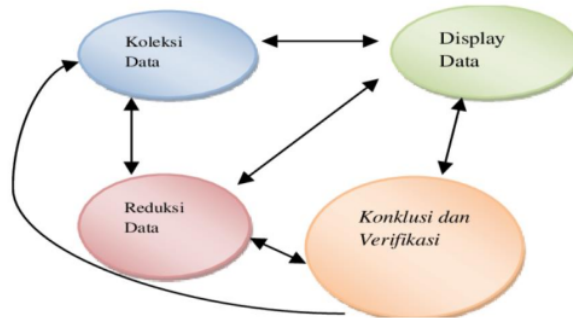 Koleksi
Data
Display
Data
Reduksi
Data
Konklusi dan
Verifikasi